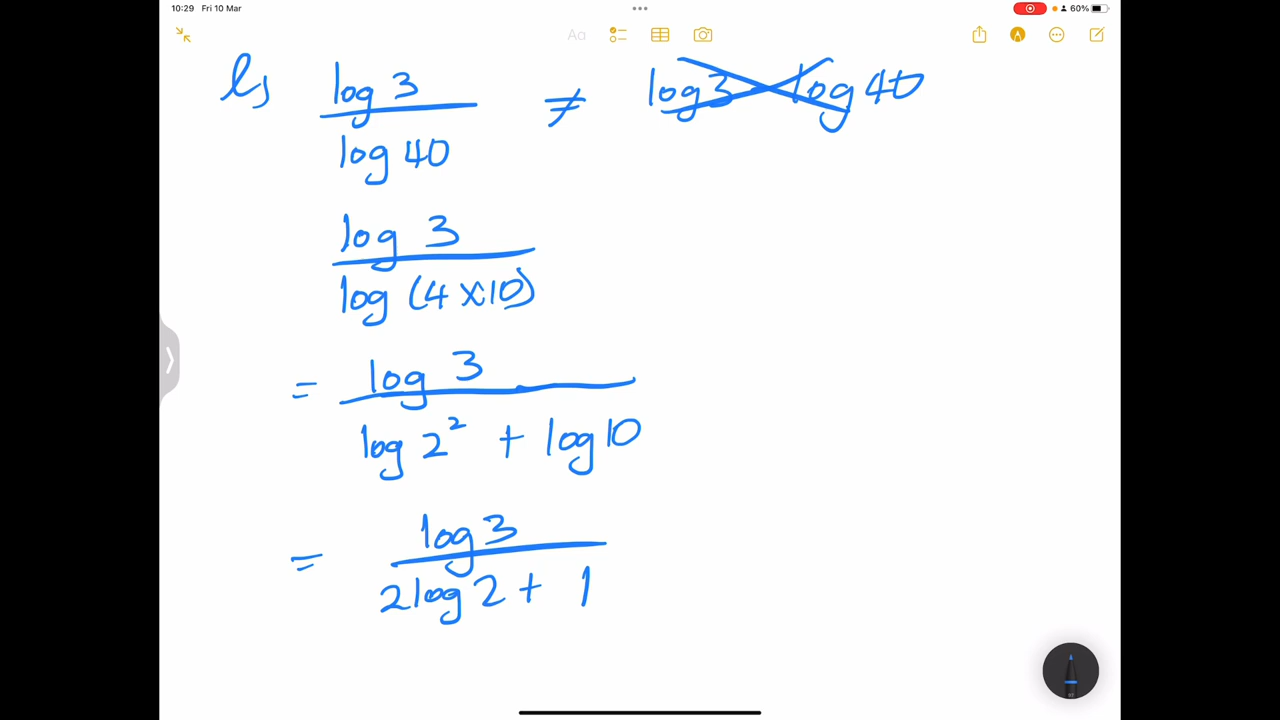 10:29 Fri 10 Mar
60%
Aa
log 3 / log 40 ≠ log 3 - log 40
log 3 / log (4 × 10)
= log 3 / log 2² + log 10
= log 3 / 2 log 2 + 1